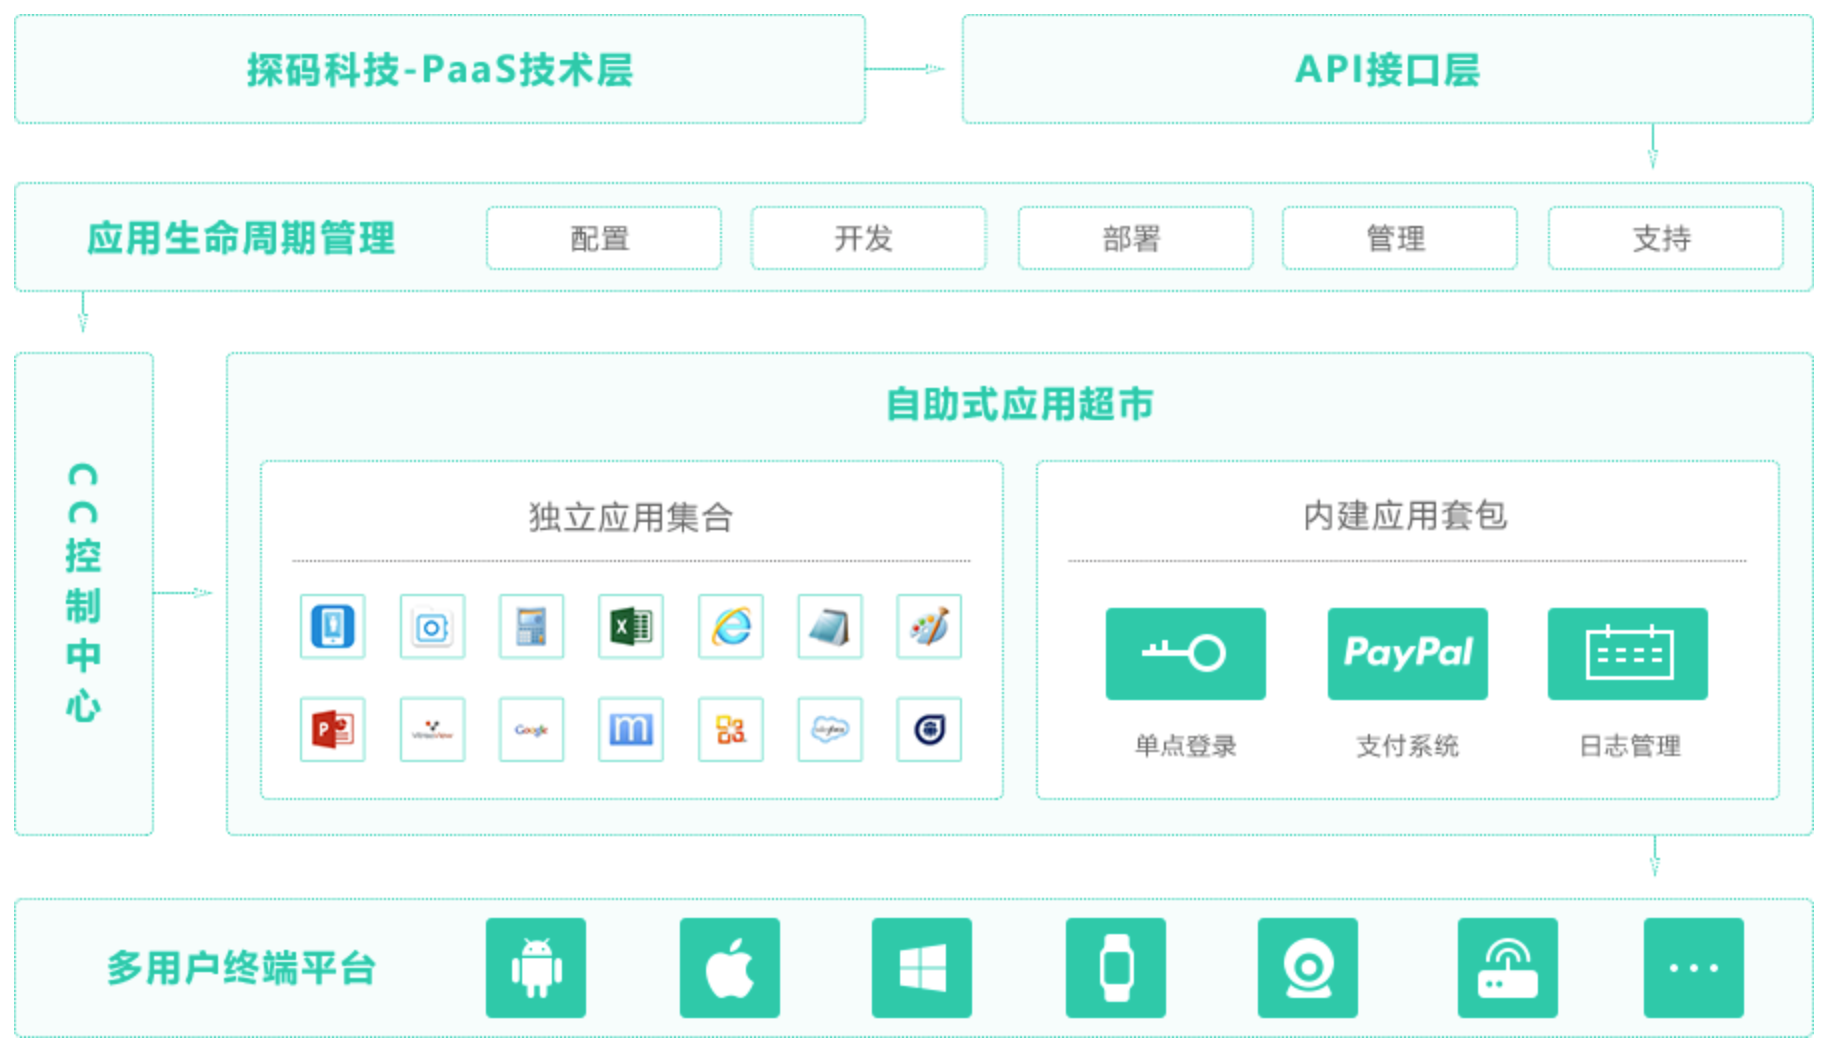 探码科技-PaaS技术层
API接口层
应用生命周期管理
配置
开发
部署
管理
支持
CC控制中心
自助式应用超市
独立应用集合
内建应用套包
X
P
Google
m
PayPal
单点登录
支付系统
日志管理
多用户终端平台